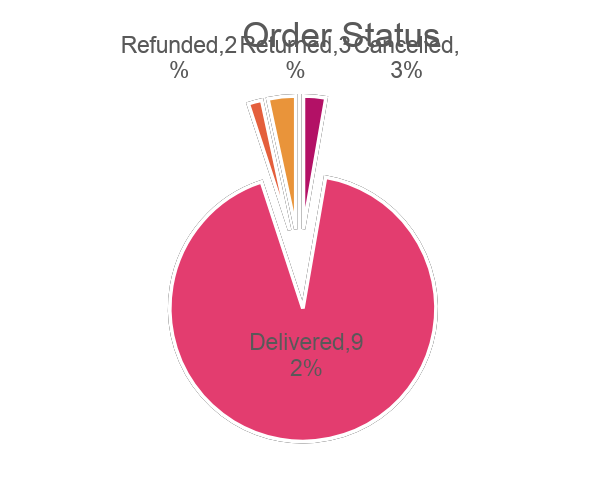 Order Status
Refunded,2
%
Returned,3
%
Cancelled,
3%
Delivered,9
2%